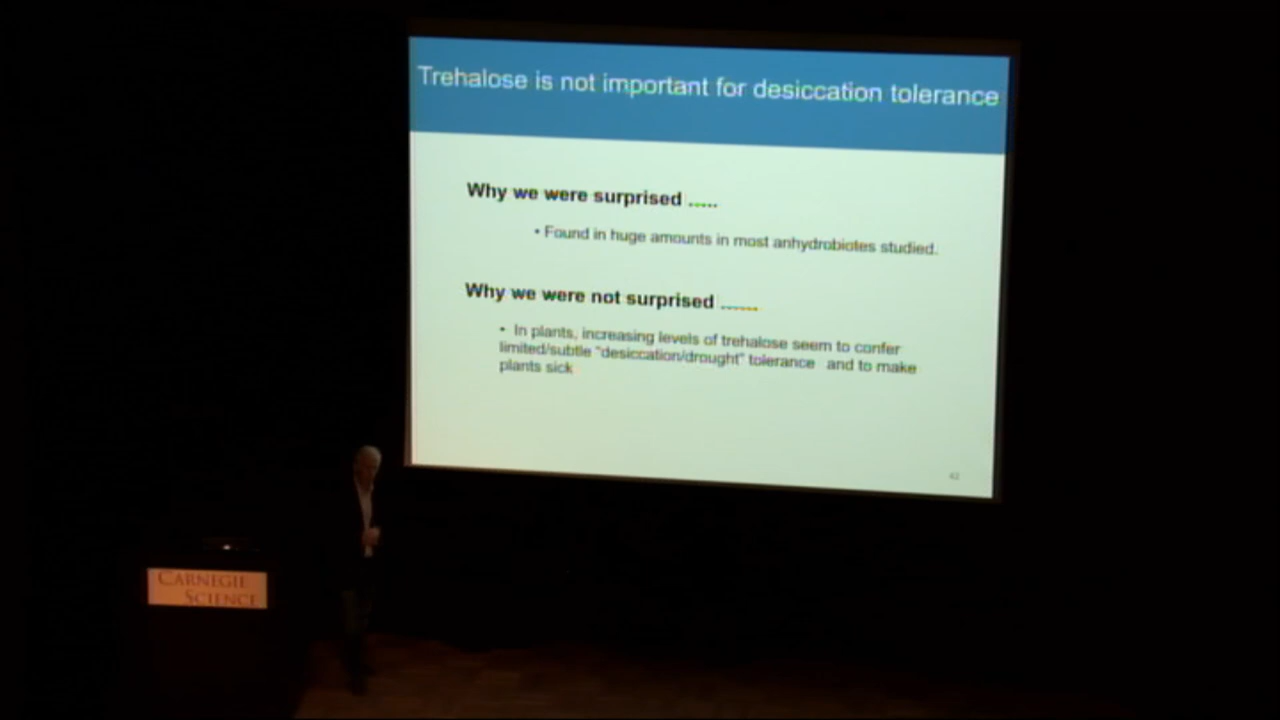 Trehalose is not important for desiccation tolerance
Why we were surprised .....
• Found in huge amounts in most anhydrobiotes studied.
Why we were not surprised ......
• In plants, increasing levels of trehalose seem to confer
limited/subtle "desiccation/drought" tolerance and to make
plants sick
42
CARNEGIE
SCIENCE